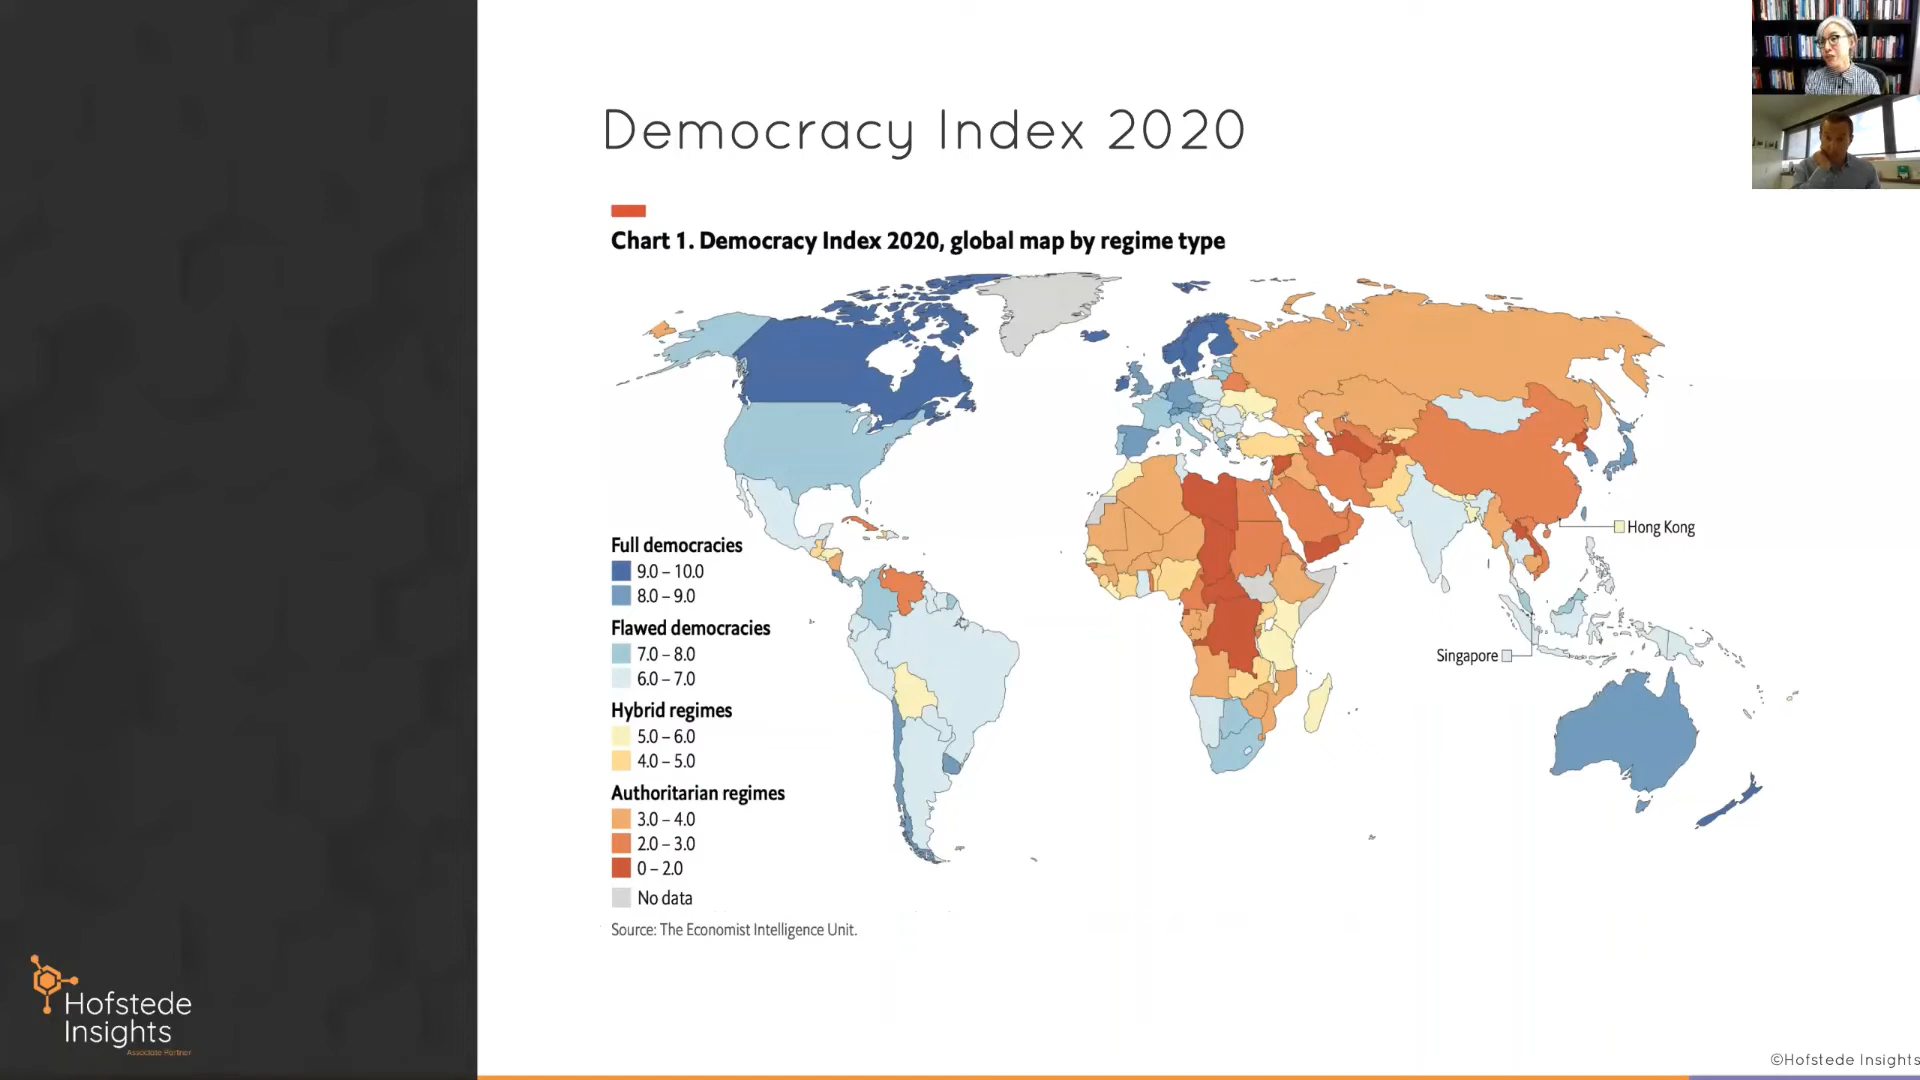 Democracy Index 2020
Chart 1. Democracy Index 2020, global map by regime type
Hong Kong
Singapore
Full democracies
9.0 – 10.0
8.0 – 9.0
Flawed democracies
7.0 – 8.0
6.0 – 7.0
Hybrid regimes
5.0 – 6.0
4.0 – 5.0
Authoritarian regimes
3.0 – 4.0
2.0 – 3.0
0 – 2.0
No data
Source: The Economist Intelligence Unit.
Hofstede
Insights
Associate Partner
©Hofstede Insights